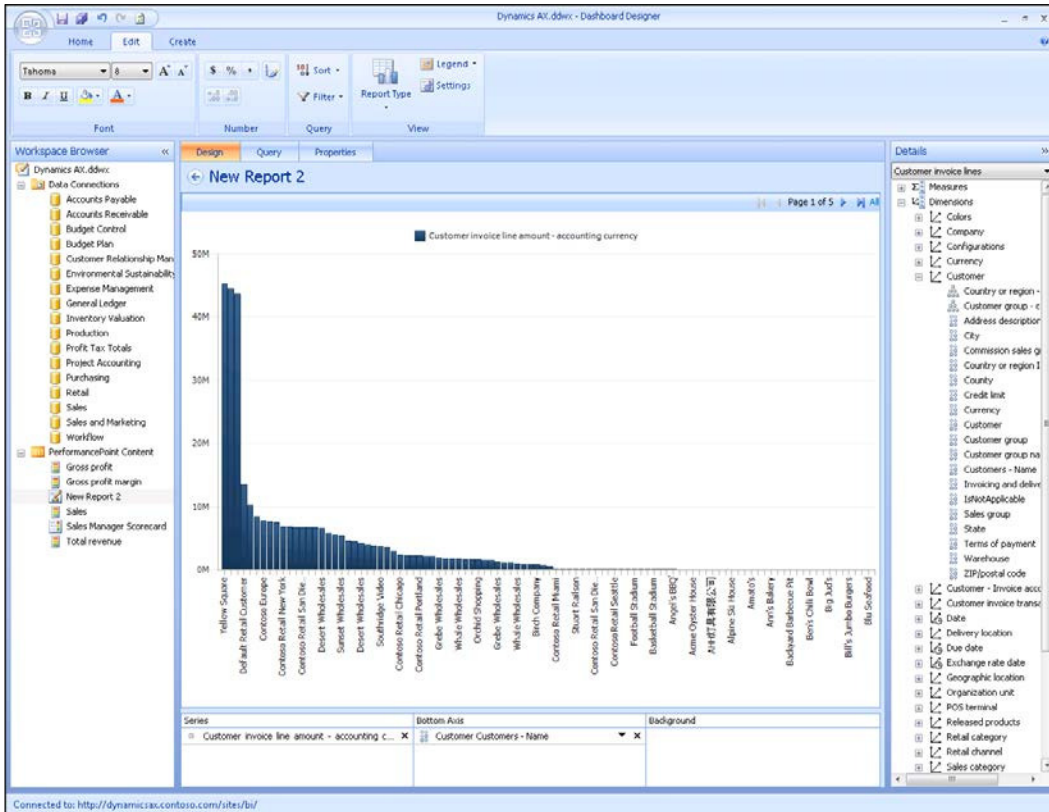 Dynamics AX.ddwx - Dashboard Designer
Home Edit Create
Tahoma 8 A A
$ % ,
Sort
Legend
B I U A
Filter
Report Type
Settings
Font Number Query View
Workspace Browser «
Dynamics AX.ddwx
Data Connections
Accounts Payable
Accounts Receivable
Budget Control
Budget Plan
Customer Relationship Man
Environmental Sustainability
Expense Management
General Ledger
Inventory Valuation
Production
Profit Tax Totals
Project Accounting
Purchasing
Retail
Sales
Sales and Marketing
Workflow
PerformancePoint Content
Gross profit
Gross profit margin
New Report 2
Sales
Sales Manager Scorecard
Total revenue
Design Query Properties
New Report 2
Page 1 of 5 All
Customer invoice line amount - accounting currency
50M
40M
30M
20M
10M
0M
Yellow Square
Default Retail Customer
Contoso Europe
Contoso Retail New York
Contoso Retail San Die...
Desert Wholesales
Sunset Wholesales
Desert Wholesales
Southridge Video
Contoso Retail Chicago
Contoso Retail Portland
Grebe Wholesales
Whale Wholesales
Orchid Shopping
Grebe Wholesales
Whale Wholesales
Birch Company
Contoso Retail Miami
Stuart Railson
Contoso Retail San Die...
Contoso Retail Seattle
Football Stadium
Basketball Stadium
Angel's BBQ
Acme Oyster House
Alpine Ski House
Amato's
Ann's Bakery
Backyard Barbecue Pit
Ben's Chili Bowl
Big Jud's
Bill's Jumbo Burgers
Blu Seafood
Series
Customer invoice line amount - accounting c...
Bottom Axis
Customer Customers - Name
Background
Details »
Customer invoice lines
Measures
Dimensions
Colors
Company
Configurations
Currency
Customer
Country or region -
Customer group - c
Address description
City
Commission sales g
Country or region I
County
Credit limit
Currency
Customer
Customer group
Customer group na
Customers - Name
Invoicing and delive
IsNotApplicable
Sales group
State
Terms of payment
Warehouse
ZIP/postal code
Customer - Invoice acco
Customer invoice transa
Date
Delivery location
Due date
Exchange rate date
Geographic location
Organization unit
POS terminal
Released products
Retail category
Retail channel
Sales category
Connected to: http://dynamicsax.contoso.com/sites/bi/